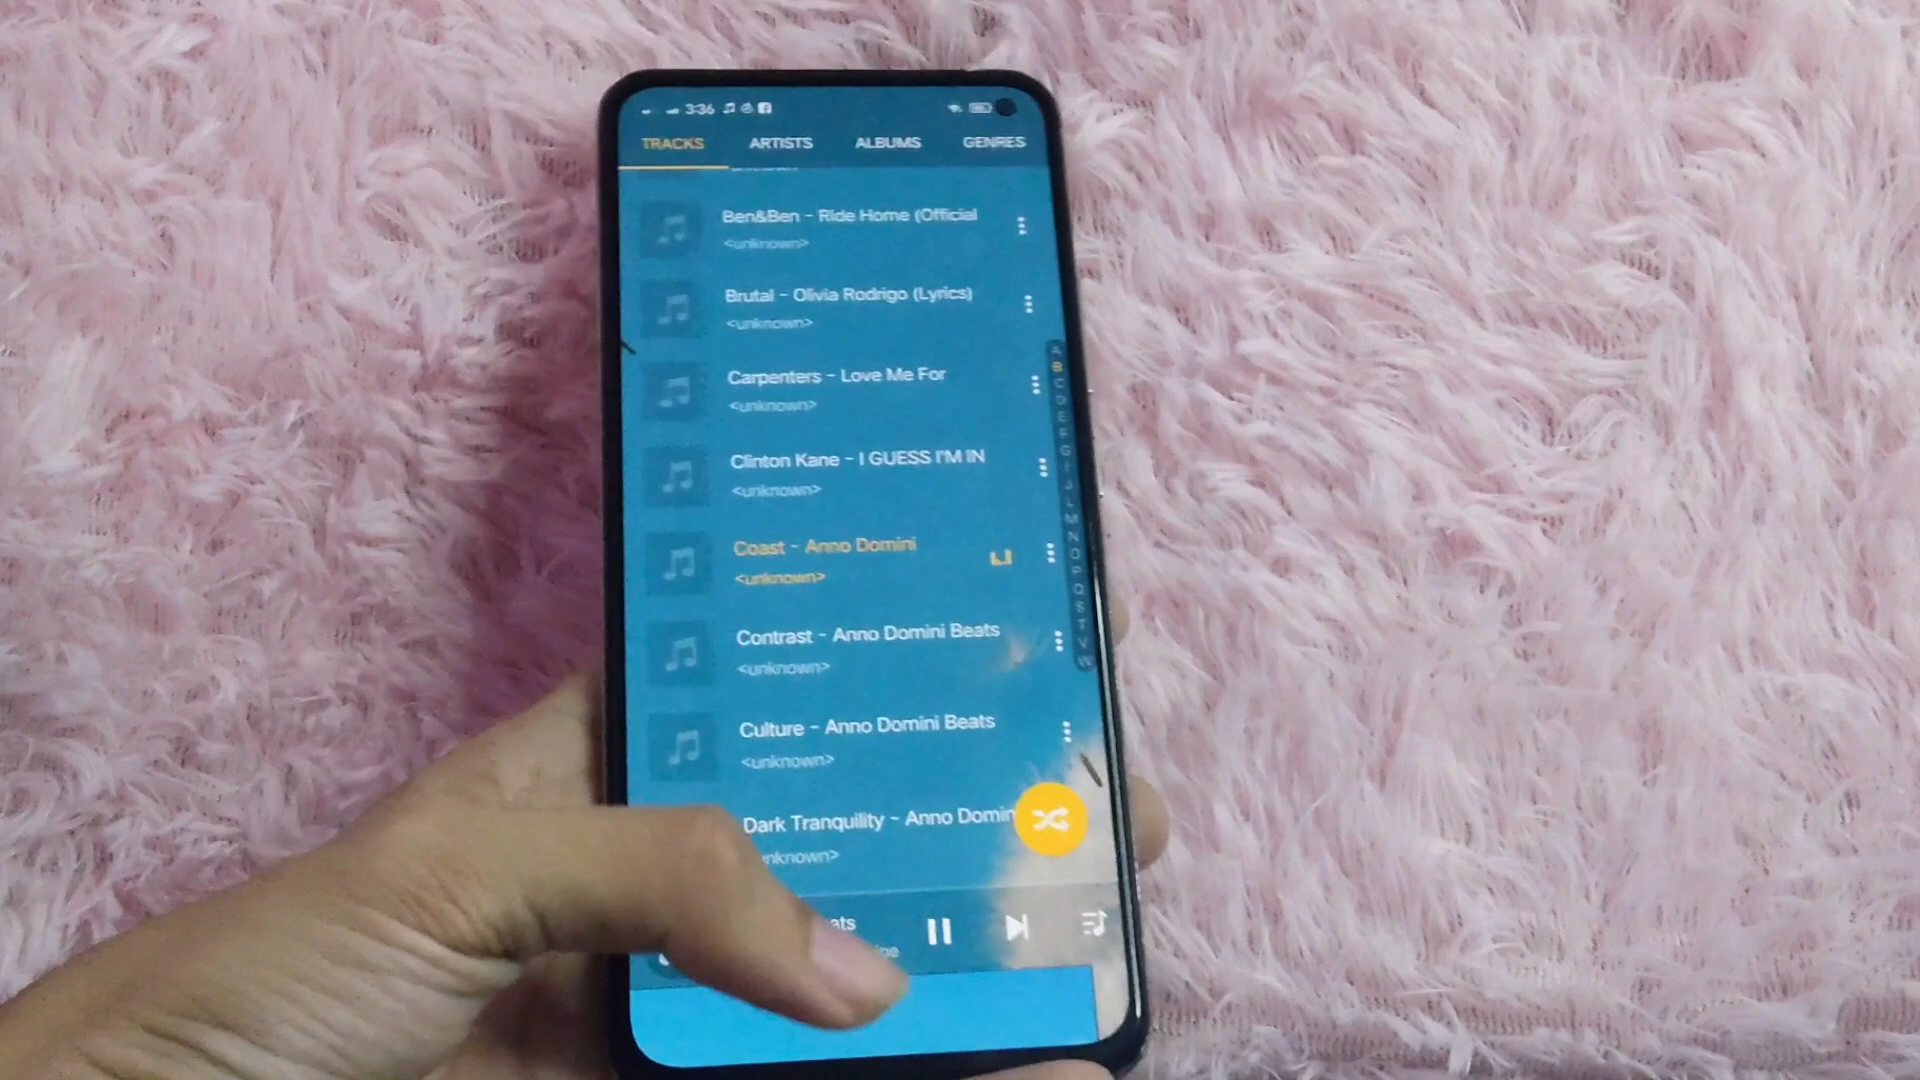 3:36
TRACKS ARTISTS ALBUMS GENRES
Ben&Ben - Ride Home (Official
<unknown>
Brutal - Olivia Rodrigo (Lyrics)
<unknown>
Carpenters - Love Me For
<unknown>
Clinton Kane - I GUESS I'M IN
<unknown>
Coast - Anno Domini
<unknown>
Contrast - Anno Domini Beats
<unknown>
Culture - Anno Domini Beats
<unknown>
Dark Tranquility - Anno Domin
nknown>
ats
A
B
C
D
E
F
G
I
J
L
M
N
O
P
Q
S
T
V
W